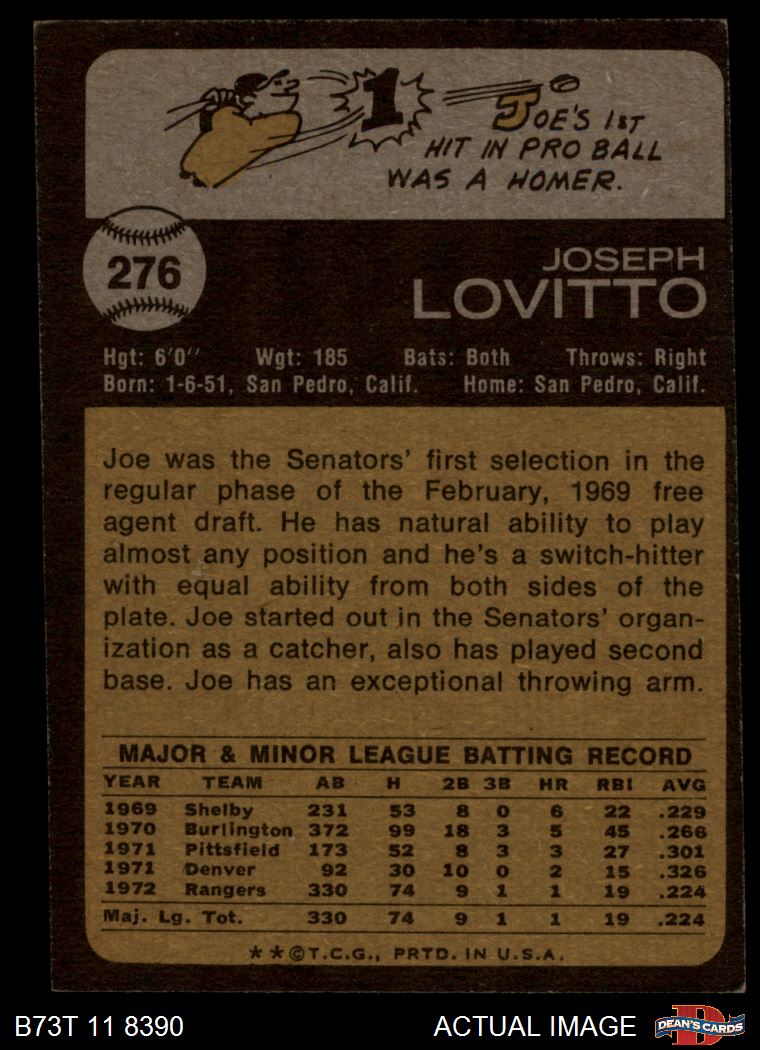 1
JOE'S 1ST
HIT IN PRO BALL
WAS A HOMER.
276
JOSEPH
LOVITTO
Hgt: 6'0" Wgt: 185 Bats: Both Throws: Right
Born: 1-6-51, San Pedro, Calif. Home: San Pedro, Calif.
Joe was the Senators' first selection in the
regular phase of the February, 1969 free
agent draft. He has natural ability to play
almost any position and he's a switch-hitter
with equal ability from both sides of the
plate. Joe started out in the Senators' organ-
ization as a catcher, also has played second
base. Joe has an exceptional throwing arm.
MAJOR & MINOR LEAGUE BATTING RECORD
YEAR TEAM AB H 2B 3B HR RBI AVG
1969 Shelby 231 53 8 0 6 22 .229
1970 Burlington 372 99 18 3 5 45 .266
1971 Pittsfield 173 52 8 3 3 27 .301
1971 Denver 92 30 10 0 2 15 .326
1972 Rangers 330 74 9 1 1 19 .224
Maj. Lg. Tot. 330 74 9 1 1 19 .224
**©T.C.G., PRTD. IN U.S.A.
B73T 11 8390 ACTUAL IMAGE D DEAN'S CARDS